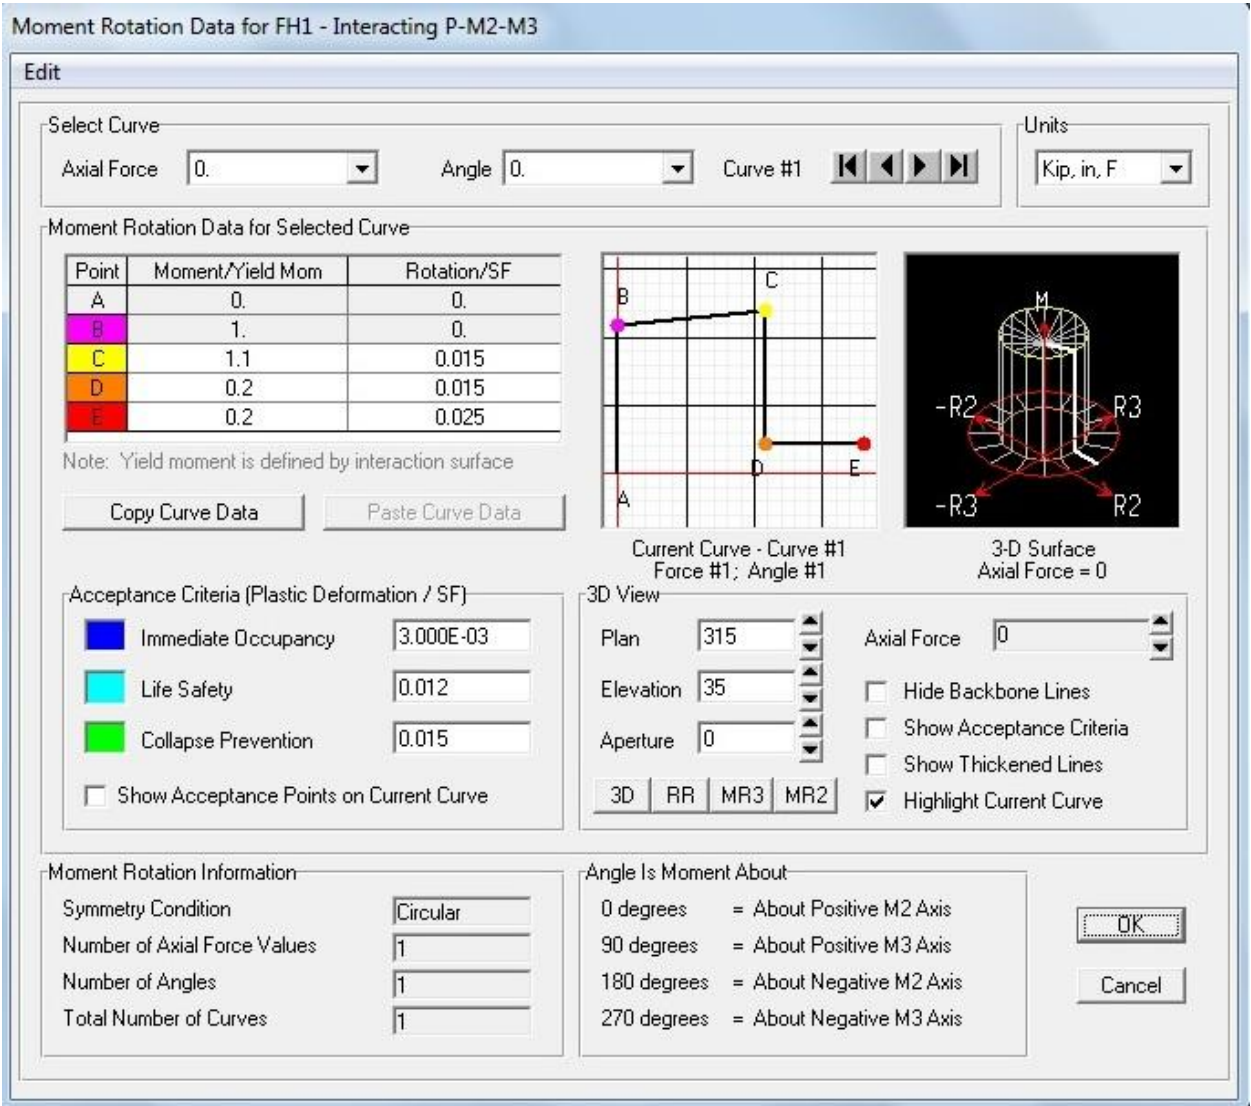 Moment Rotation Data for FH1 - Interacting P-M2-M3
Edit
Select Curve
Axial Force 0. Angle 0. Curve #1
Units
Kip, in, F
Moment Rotation Data for Selected Curve
Point Moment/Yield Mom Rotation/SF
A 0. 0.
B 1. 0.
C 1.1 0.015
D 0.2 0.015
E 0.2 0.025
Note: Yield moment is defined by interaction surface
Copy Curve Data Paste Curve Data
B
C
D
E
A
Current Curve - Curve #1
Force #1; Angle #1
M
-R2 R3
-R3 R2
3-D Surface
Axial Force = 0
Acceptance Criteria (Plastic Deformation / SF)
Immediate Occupancy 3.000E-03
Life Safety 0.012
Collapse Prevention 0.015
Show Acceptance Points on Current Curve
3D View
Plan 315
Elevation 35
Aperture 0
3D RR MR3 MR2
Axial Force 0
Hide Backbone Lines
Show Acceptance Criteria
Show Thickened Lines
Highlight Current Curve
Moment Rotation Information
Symmetry Condition Circular
Number of Axial Force Values 1
Number of Angles 1
Total Number of Curves 1
Angle Is Moment About
0 degrees = About Positive M2 Axis
90 degrees = About Positive M3 Axis
180 degrees = About Negative M2 Axis
270 degrees = About Negative M3 Axis
OK
Cancel